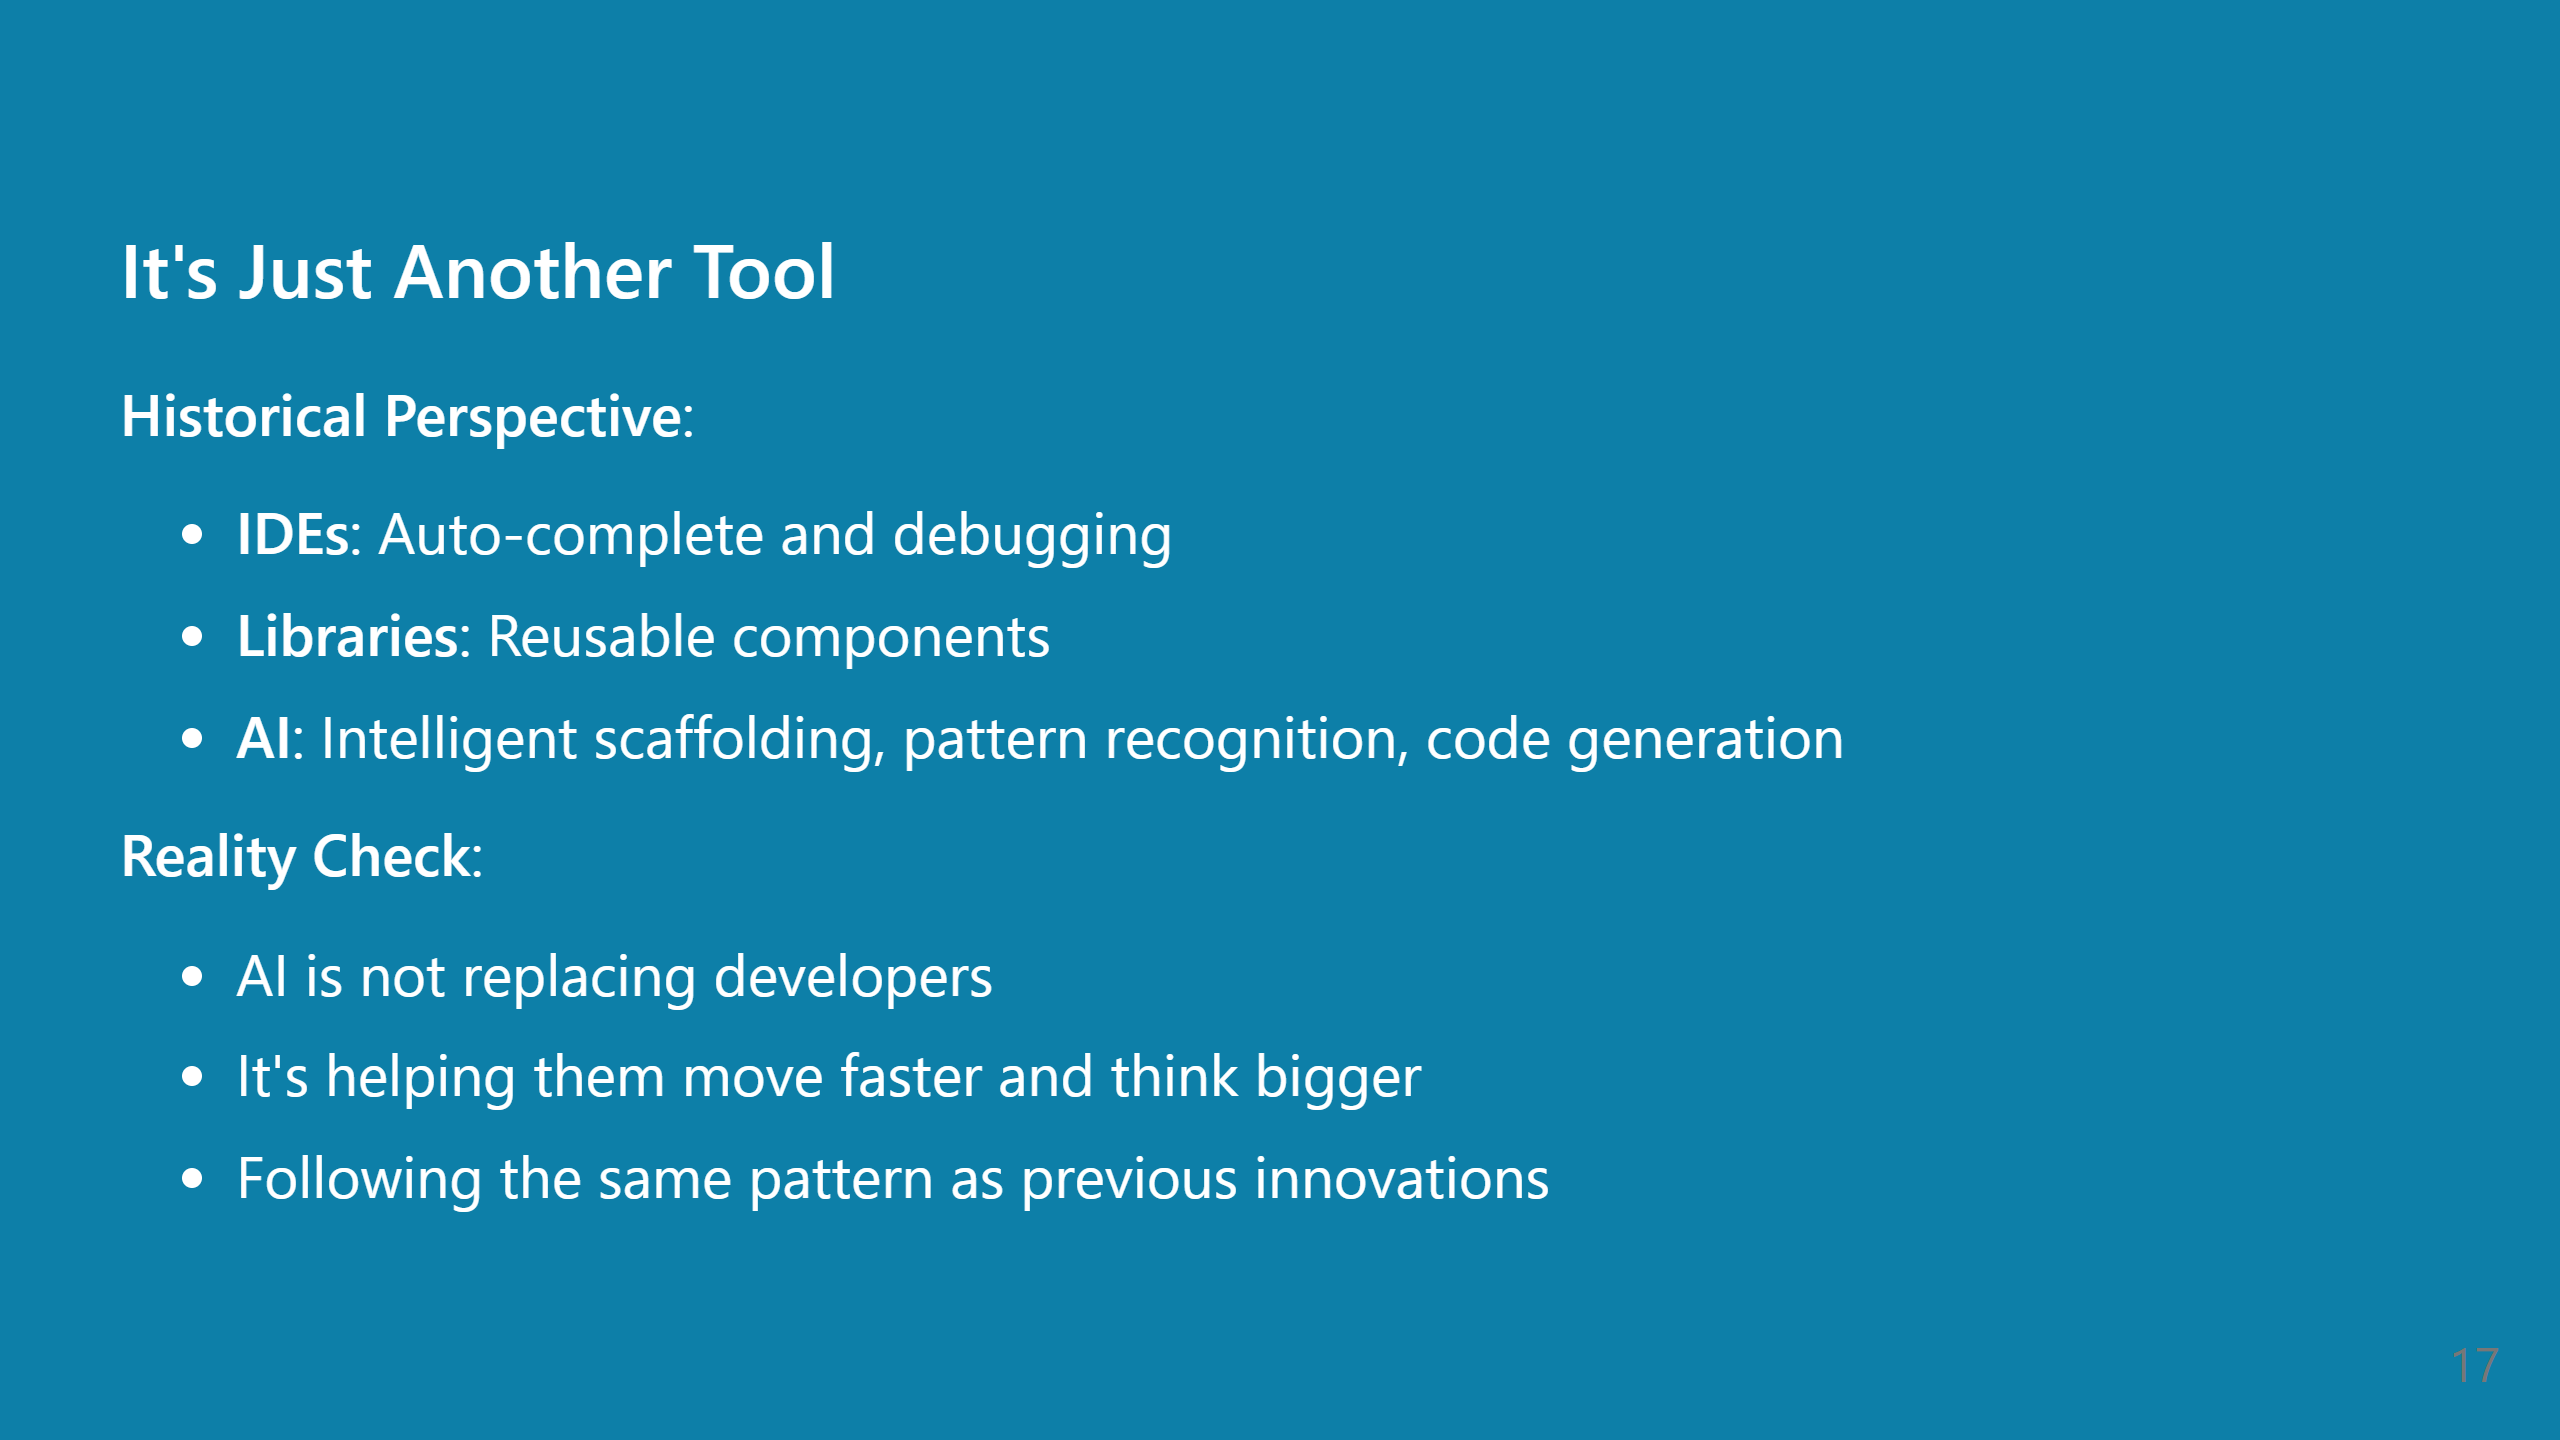 It's Just Another Tool
Historical Perspective:
• IDEs: Auto-complete and debugging
• Libraries: Reusable components
• AI: Intelligent scaffolding, pattern recognition, code generation
Reality Check:
• AI is not replacing developers
• It's helping them move faster and think bigger
• Following the same pattern as previous innovations
17